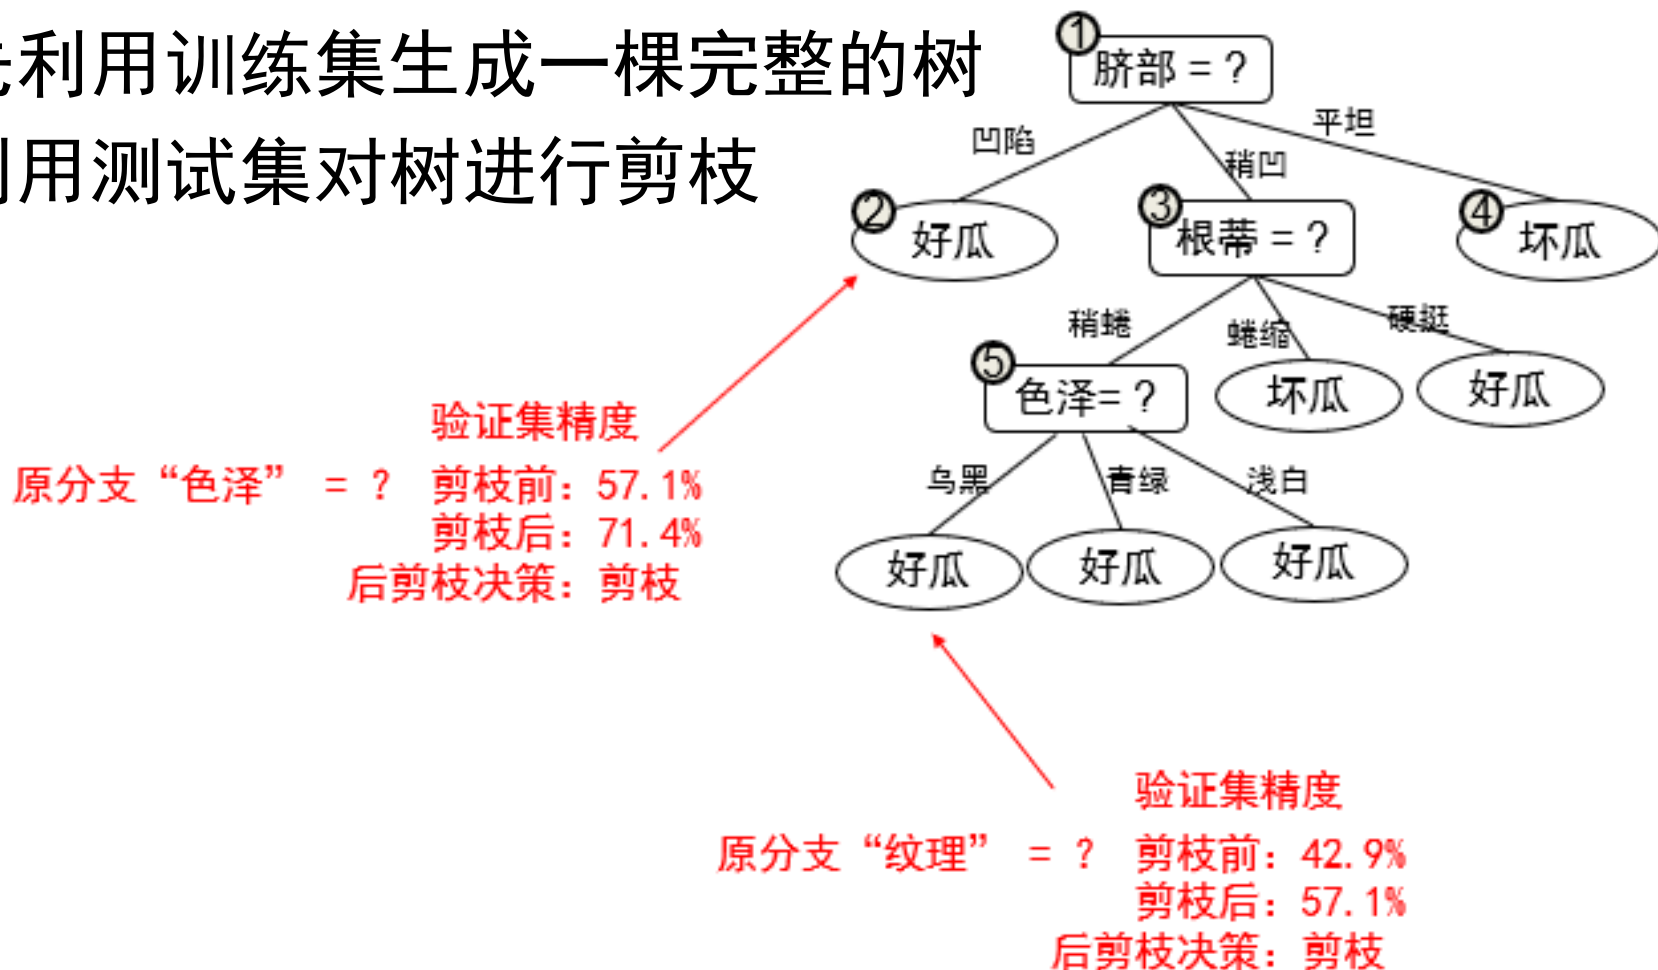 利用训练集生成一棵完整的树
用测试集对树进行剪枝
①
脐部 = ?
凹陷
稍凹
平坦
②
好瓜
③
根蒂 = ?
④
坏瓜
稍蜷
蜷缩
硬挺
⑤
色泽= ?
坏瓜
好瓜
乌黑
青绿
浅白
好瓜
好瓜
好瓜
验证集精度
原分支“色泽” = ? 剪枝前: 57.1%
剪枝后: 71.4%
后剪枝决策: 剪枝
验证集精度
原分支“纹理” = ? 剪枝前: 42.9%
剪枝后: 57.1%
后剪枝决策: 剪枝